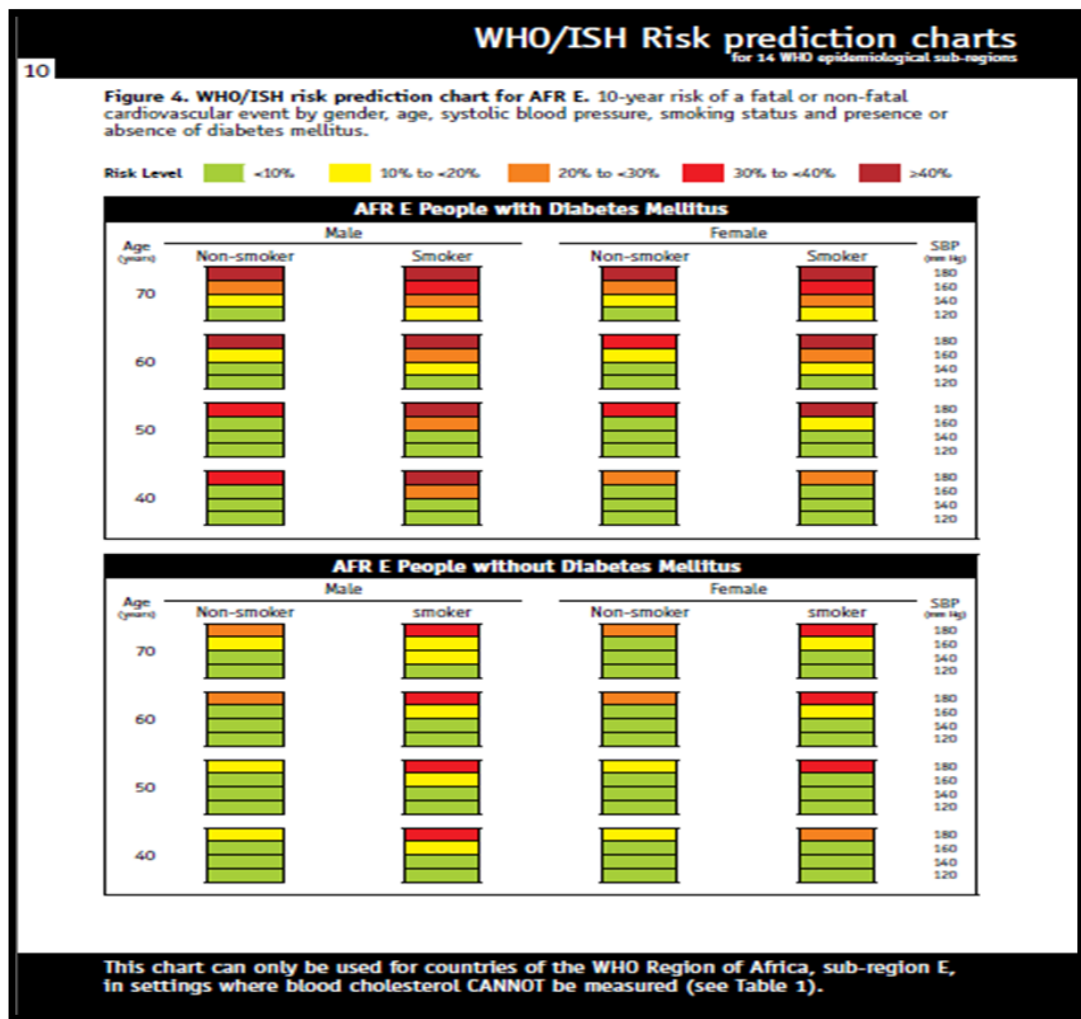 WHO/ISH Risk prediction charts
for 14 WHO epidemiological sub-regions
10
Figure 4. WHO/ISH risk prediction chart for AFR E. 10-year risk of a fatal or non-fatal
cardiovascular event by gender, age, systolic blood pressure, smoking status and presence or
absence of diabetes mellitus.
Risk Level <10% 10% to <20% 20% to <30% 30% to <40% ≥40%
AFR E People with Diabetes Mellitus
Male Female
Age SBP
(years) Non-smoker Smoker Non-smoker Smoker (mm Hg)
180
70 160
140
120
180
60 160
140
120
180
50 160
140
120
180
40 160
140
120
AFR E People without Diabetes Mellitus
Male Female
Age SBP
(years) Non-smoker smoker Non-smoker smoker (mm Hg)
180
70 160
140
120
180
60 160
140
120
180
50 160
140
120
180
40 160
140
120
This chart can only be used for countries of the WHO Region of Africa, sub-region E,
in settings where blood cholesterol CANNOT be measured (see Table 1).